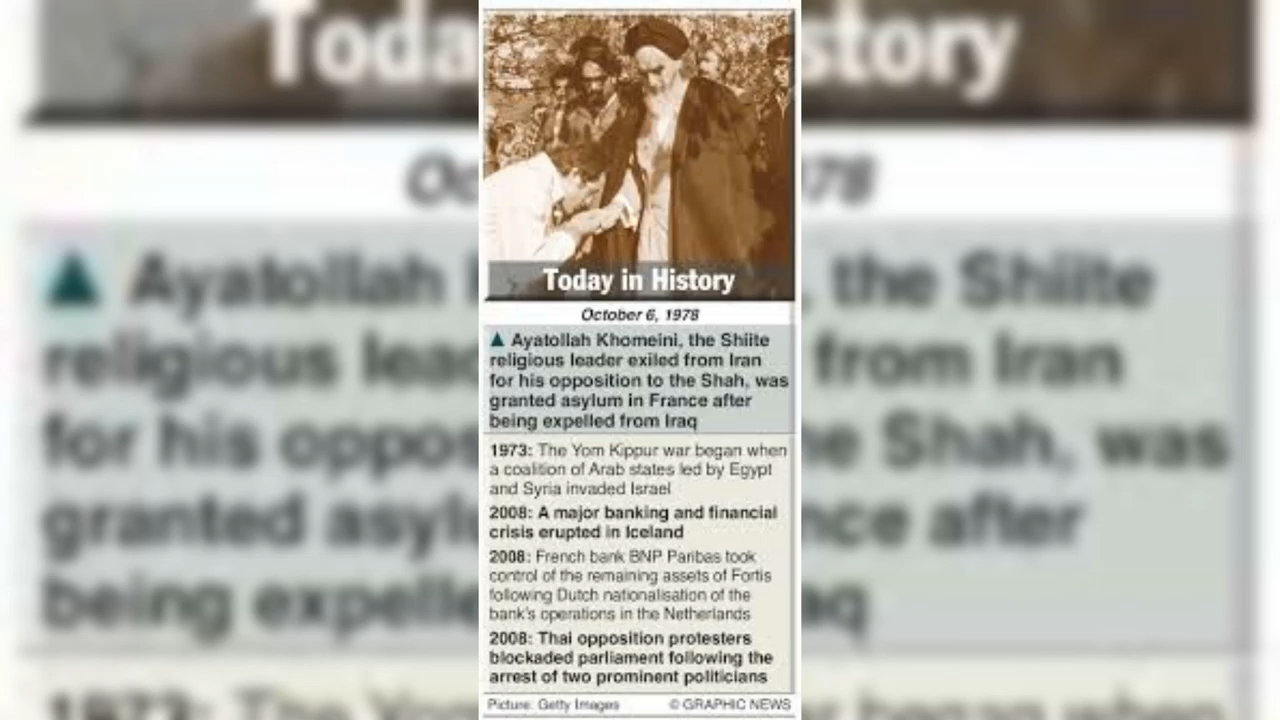 Today in History
October 6, 1978
▲ Ayatollah Khomeini, the Shiite
religious leader exiled from Iran
for his opposition to the Shah, was
granted asylum in France after
being expelled from Iraq
1973: The Yom Kippur war began when
a coalition of Arab states led by Egypt
and Syria invaded Israel
2008: A major banking and financial
crisis erupted in Iceland
2008: French bank BNP Paribas took
control of the remaining assets of Fortis
following Dutch nationalisation of the
bank's operations in the Netherlands
2008: Thai opposition protesters
blockaded parliament following the
arrest of two prominent politicians
Picture: Getty Images © GRAPHIC NEWS